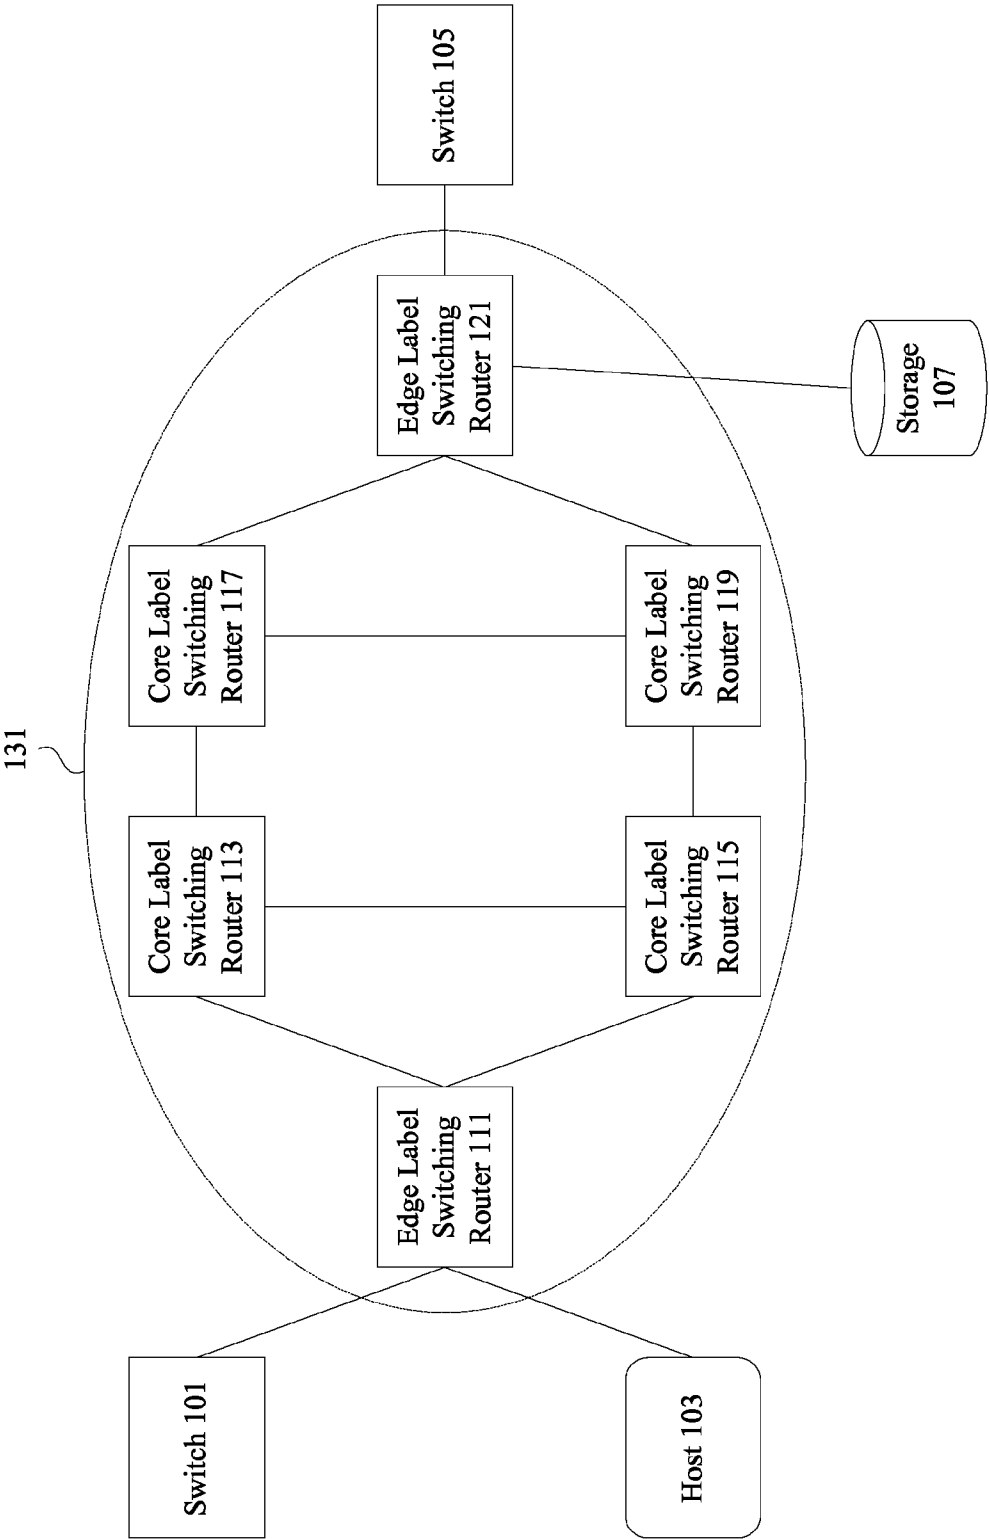 131
Switch 101
Host 103
Edge Label
Switching
Router 111
Core Label
Switching
Router 113
Core Label
Switching
Router 115
Core Label
Switching
Router 117
Core Label
Switching
Router 119
Edge Label
Switching
Router 121
Switch 105
Storage
107